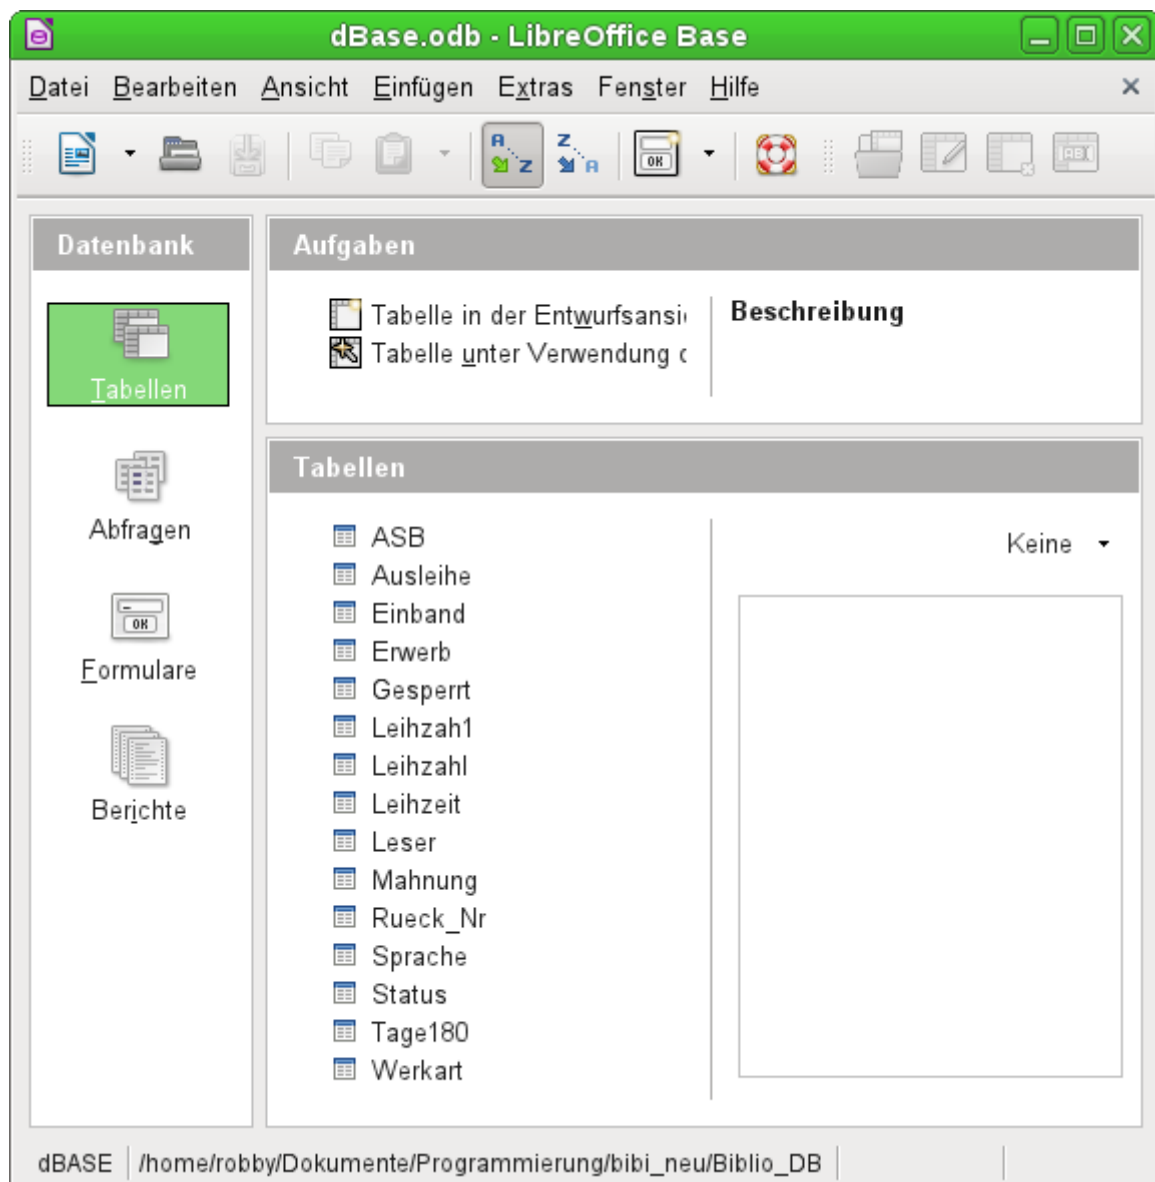 dBase.odb - LibreOffice Base
Datei Bearbeiten Ansicht Einfügen Extras Fenster Hilfe
Datenbank
Tabellen
Abfragen
Formulare
Berichte
Aufgaben
Tabelle in der Entwurfsansi
Tabelle unter Verwendung
Beschreibung
Tabellen
ASB
Ausleihe
Einband
Erwerb
Gesperrt
Leihzah1
Leihzahl
Leihzeit
Leser
Mahnung
Rueck_Nr
Sprache
Status
Tage180
Werkart
Keine
dBASE /home/robby/Dokumente/Programmierung/bibi_neu/Biblio_DB